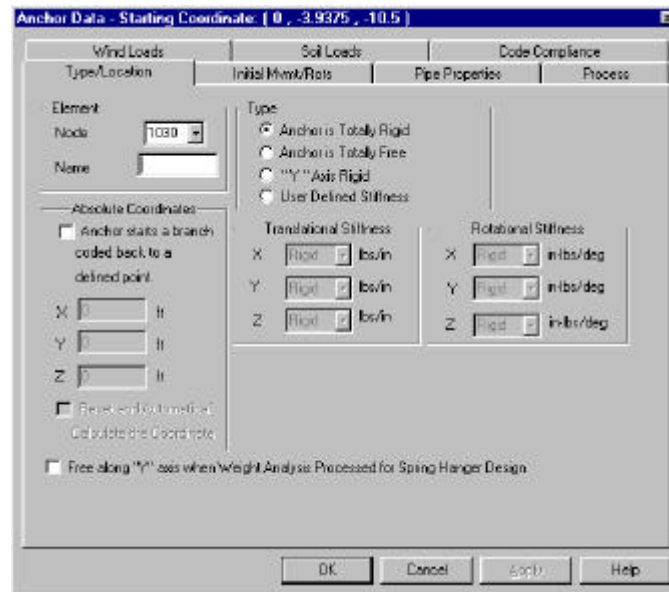 Anchor Data - Starting Coordinate: ( 0 , -3.9375 , -10.5 )
Wind Loads Soil Loads Code Compliance
Type/Location Initial Mvmt/Rots Pipe Properties Process
Element
Node 1030
Name
Type
Anchor is Totally Rigid
Anchor is Totally Free
"Y" Axis Rigid
User Defined Stiffness
Absolute Coordinates
Anchor starts a branch
coded back to a
defined point
X 0 ft
Y 0 ft
Z 0 ft
Reset and Automatical
Calculate the Coordinate
Translational Stiffness
X Rigid lbs/in
Y Rigid lbs/in
Z Rigid lbs/in
Rotational Stiffness
X Rigid in-lbs/deg
Y Rigid in-lbs/deg
Z Rigid in-lbs/deg
Free along "Y" axis when Weight Analysis Processed for Spring Hanger Design
OK Cancel Apply Help